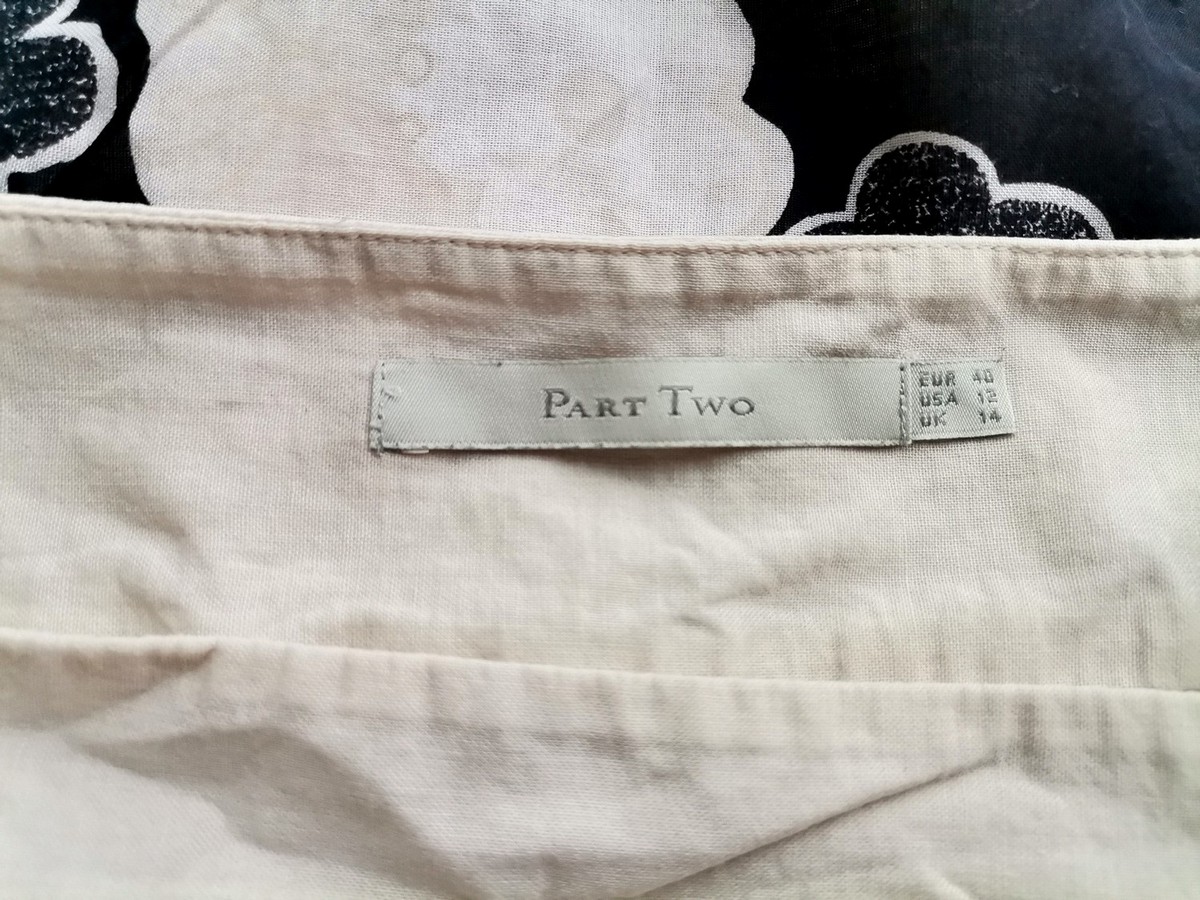 PART TWO
EUR 40
USA 12
UK 14